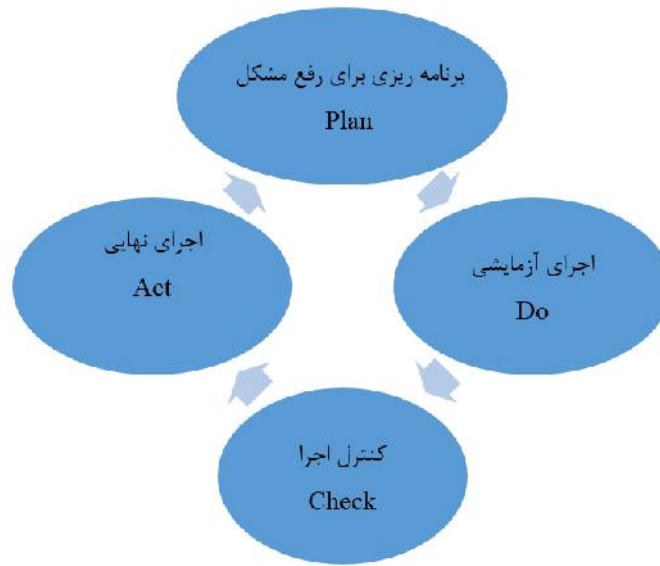 برنامه ریزی برای رفع مشکل
Plan
اجرای آزمایشی
Do
کنترل اجرا
Check
اجرای نهایی
Act